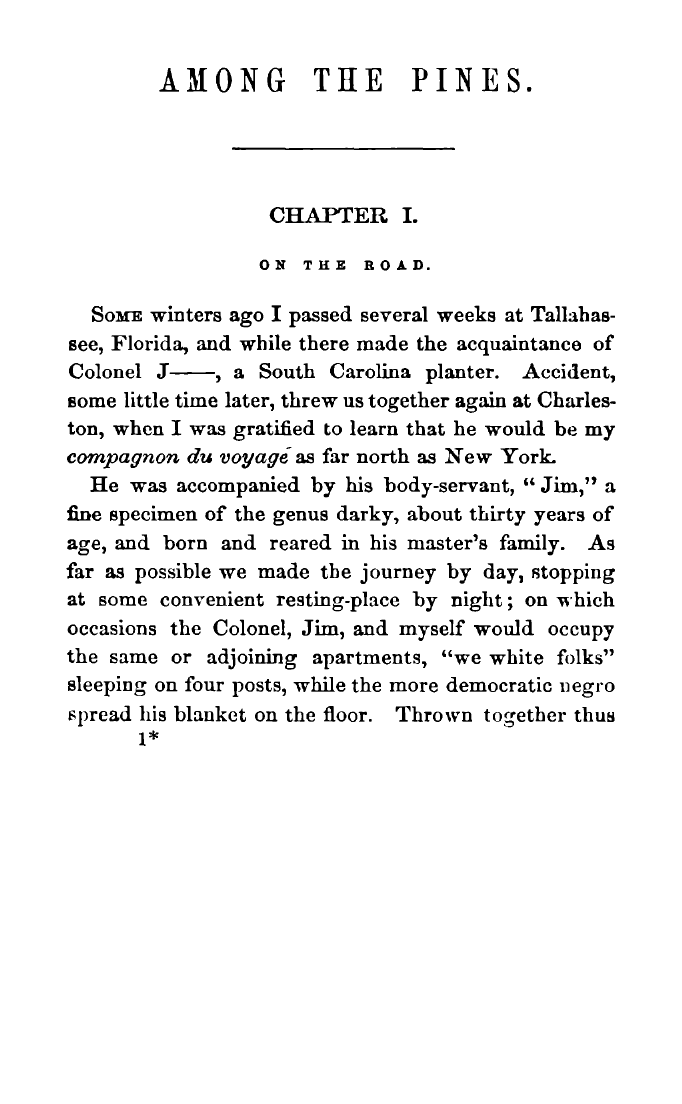 AMONG THE PINES.
CHAPTER I.
ON THE ROAD.
SOME winters ago I passed several weeks at Tallahas-
see, Florida, and while there made the acquaintance of
Colonel J——, a South Carolina planter. Accident,
some little time later, threw us together again at Charles-
ton, when I was gratified to learn that he would be my
compagnon du voyage as far north as New York.
He was accompanied by his body-servant, “Jim,” a
fine specimen of the genus darky, about thirty years of
age, and born and reared in his master's family. As
far as possible we made the journey by day, stopping
at some convenient resting-place by night; on which
occasions the Colonel, Jim, and myself would occupy
the same or adjoining apartments, “we white folks”
sleeping on four posts, while the more democratic negro
spread his blanket on the floor. Thrown together thus
1*